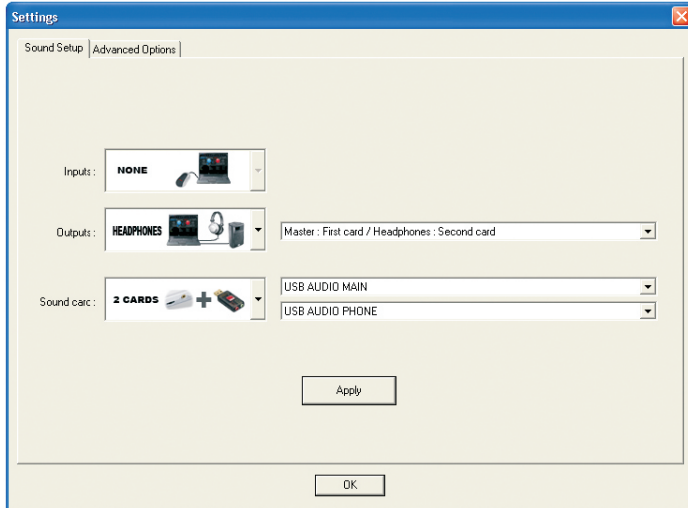 Settings
Sound Setup Advanced Options
Inputs : NONE
Outputs : HEADPHONES Master : First card / Headphones : Second card
Sound carc : 2 CARDS USB AUDIO MAIN
USB AUDIO PHONE
Apply
OK